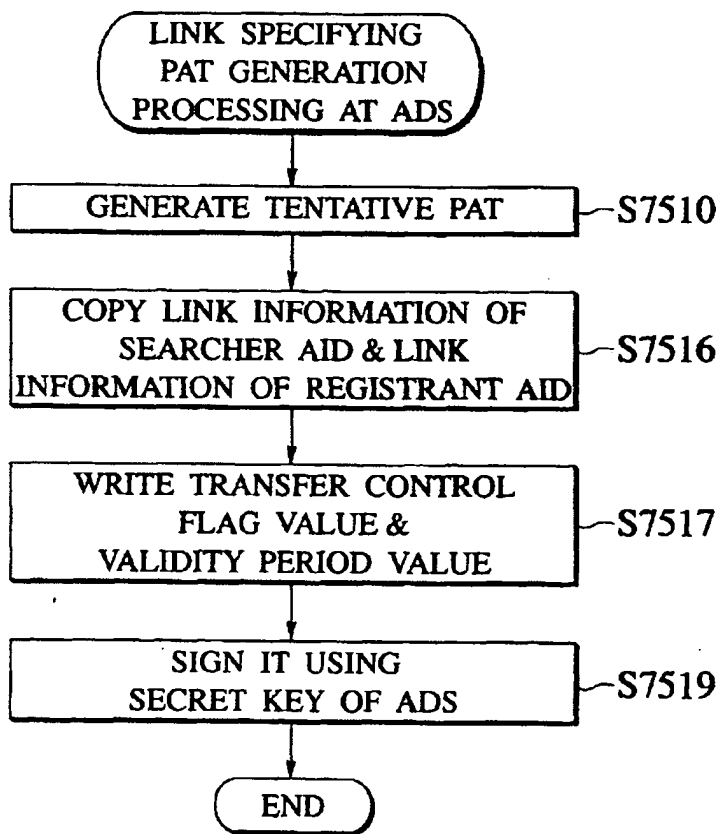 LINK SPECIFYING
PAT GENERATION
PROCESSING AT ADS
GENERATE TENTATIVE PAT
S7510
COPY LINK INFORMATION OF
SEARCHER AID & LINK
INFORMATION OF REGISTRANT AID
S7516
WRITE TRANSFER CONTROL
FLAG VALUE &
VALIDITY PERIOD VALUE
S7517
SIGN IT USING
SECRET KEY OF ADS
S7519
END